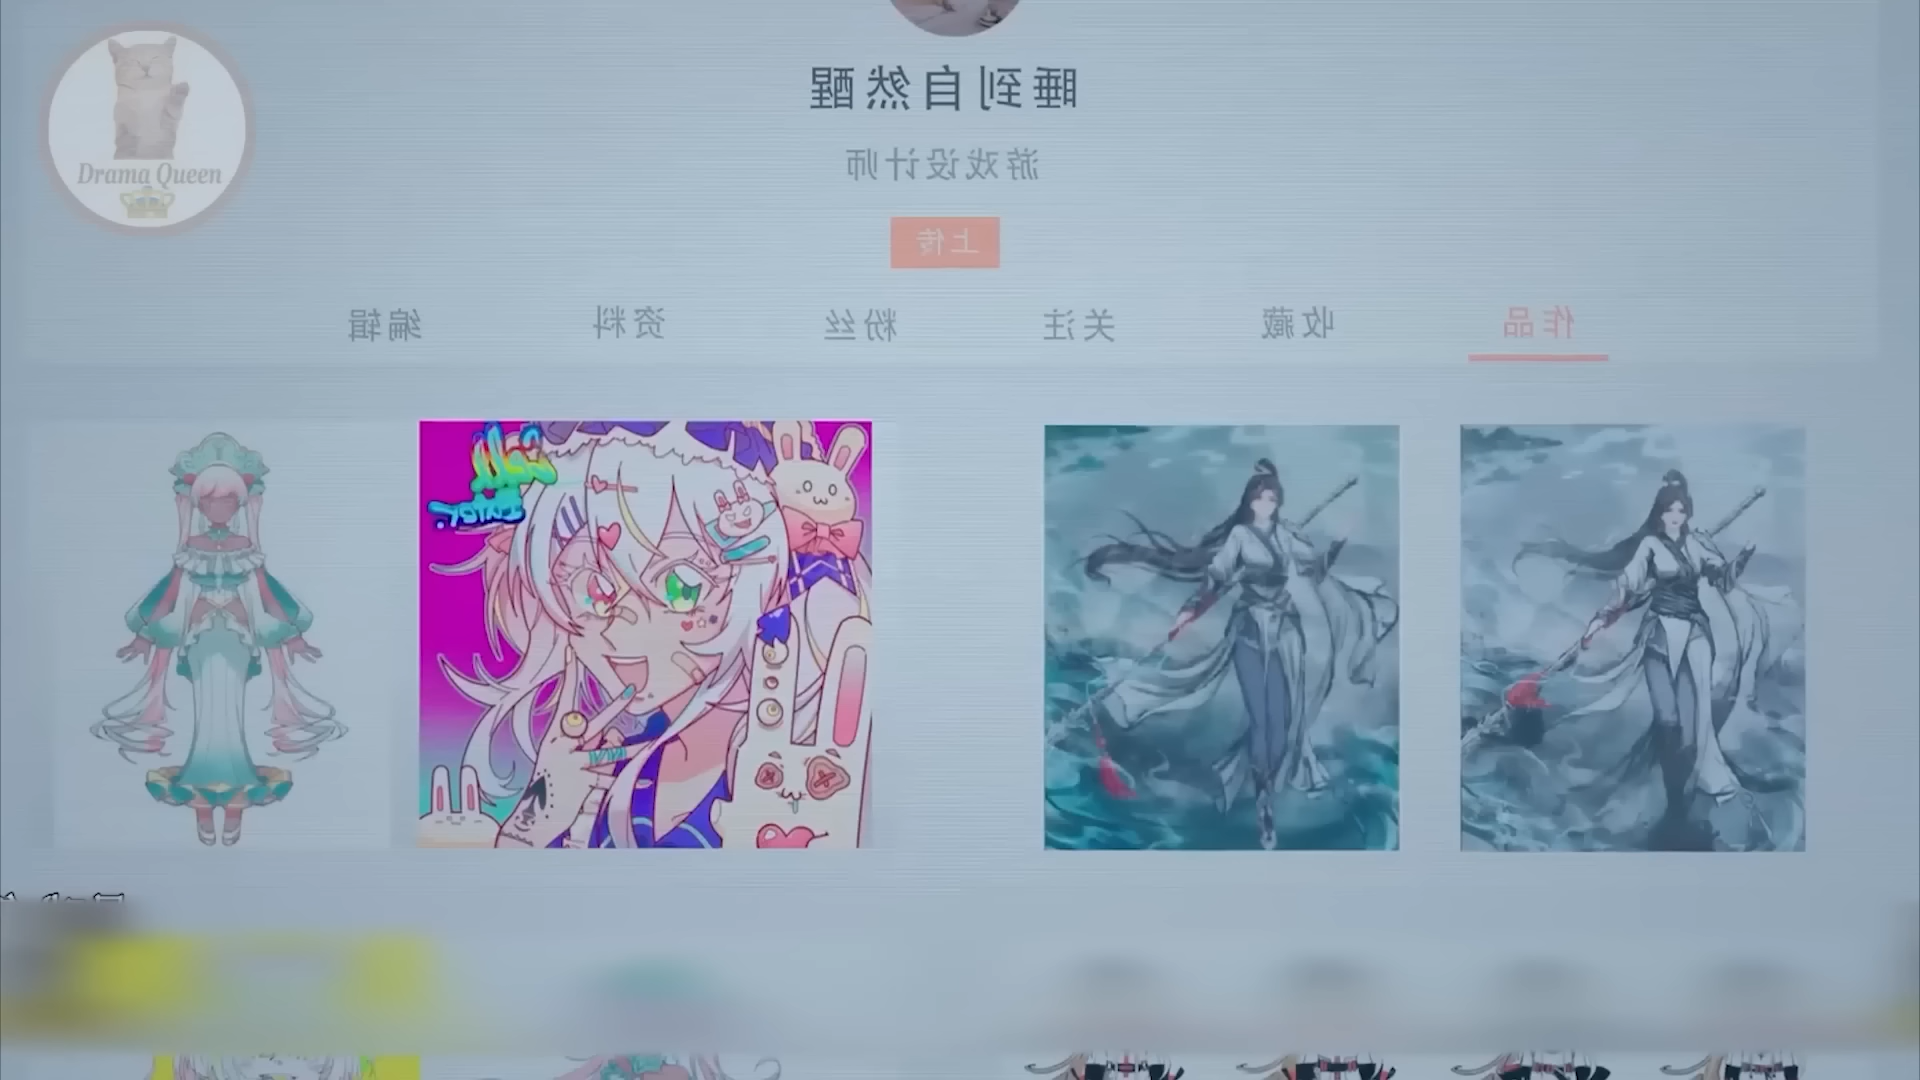 Drama Queen
睡到自然醒
游戏设计师
上传
作品 收藏 关注 粉丝 资料 编辑